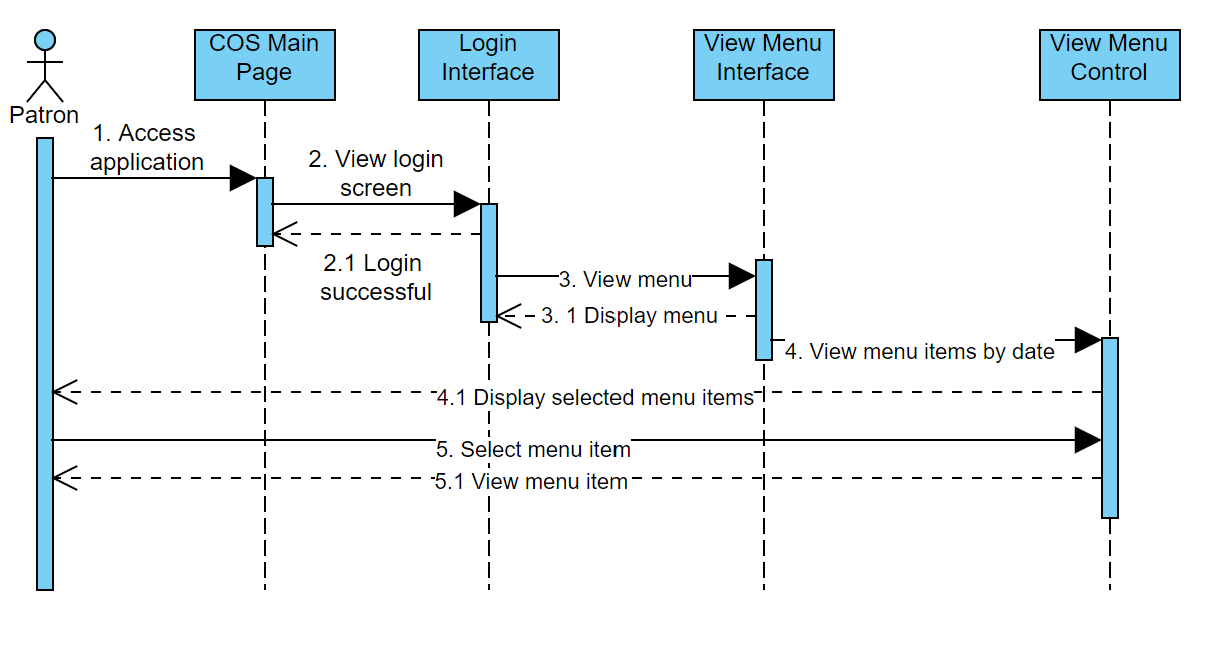 COS Main
Page
Login
Interface
View Menu
Interface
View Menu
Control
Patron
1. Access
application
2. View login
screen
2.1 Login
successful
3. View menu
3. 1 Display menu
4. View menu items by date
4.1 Display selected menu items
5. Select menu item
5.1 View menu item